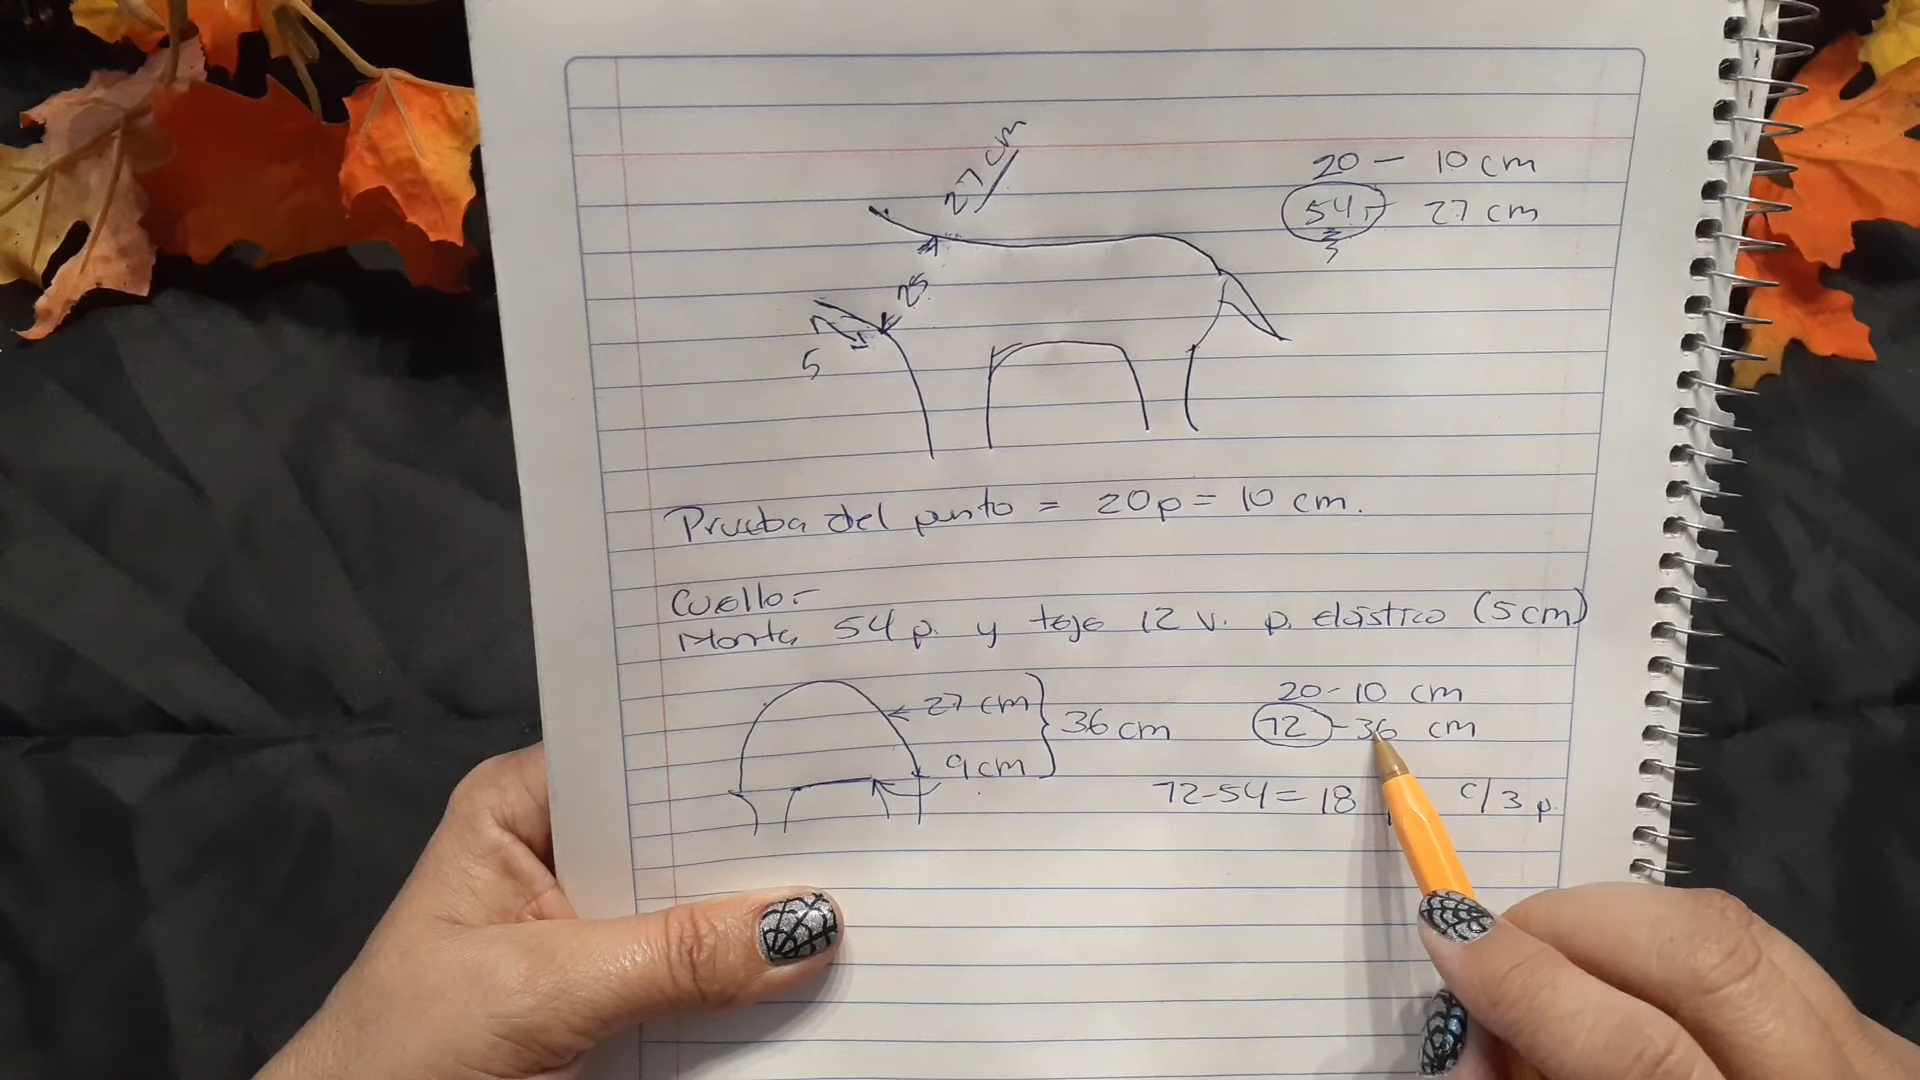 27 cm
20 - 10 cm
54 - 27 cm
5
Prueba del punto = 20p = 10 cm.
Cuello -
Monta 54 p. y tejo 12 v. p. elástico (5 cm)
27 cm
9 cm
36 cm
20 - 10 cm
72 - 36 cm
72-54 = 18
c/3 p.